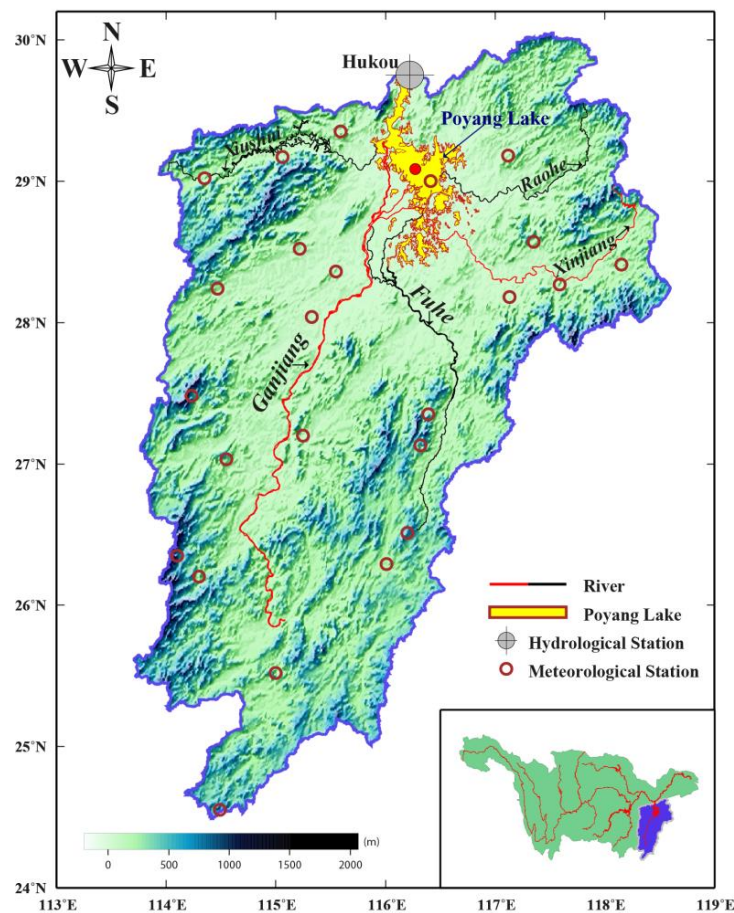 30°N
29°N
28°N
27°N
26°N
25°N
24°N
113°E
114°E
115°E
116°E
117°E
118°E
119°E
N
W E
S
Hukou
Poyang Lake
Xiushui
Raohe
Xinjiang
Fuhe
Ganjiang
River
Poyang Lake
Hydrological Station
Meteorological Station
(m)
0 500 1000 1500 2000